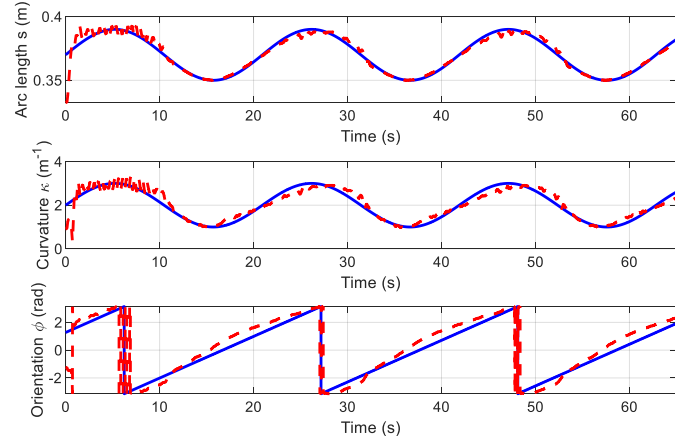 0.4
0.35
0 10 20 30 40 50 60
Arc length s (m)
Time (s)
4
2
0
0 10 20 30 40 50 60
Curvature κ (m-1)
Time (s)
2
0
-2
0 10 20 30 40 50 60
Orientation ϕ (rad)
Time (s)